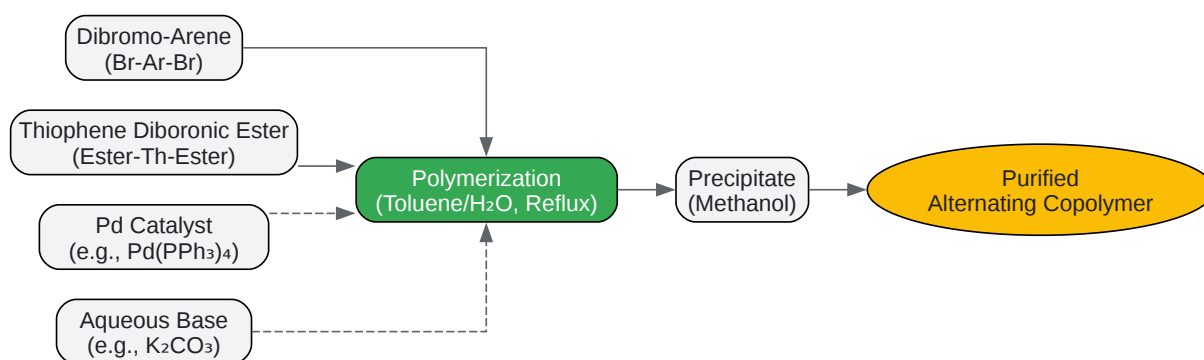 Dibromo-Arene
(Br-Ar-Br)
Thiophene Diboronic Ester
(Ester-Th-Ester)
Pd Catalyst
(e.g., Pd(PPh₃)₄)
Aqueous Base
(e.g., K₂CO₃)
Polymerization
(Toluene/H₂O, Reflux)
Precipitate
(Methanol)
Purified
Alternating Copolymer